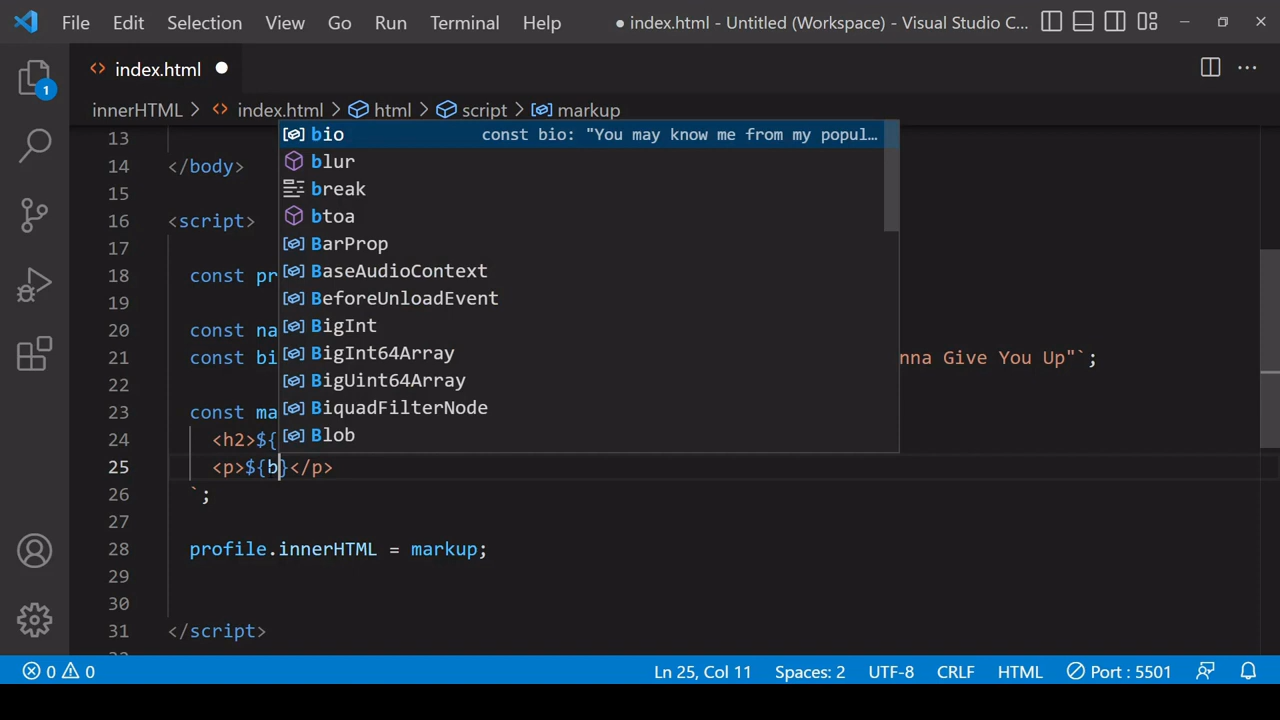 File Edit Selection View Go Run Terminal Help ● index.html - Untitled (Workspace) - Visual Studio C...
<> index.html
1
innerHTML > <> index.html > html > script > markup
bio const bio: "You may know me from my popul…
blur
break
btoa
BarProp
BaseAudioContext
BeforeUnloadEvent
BigInt
BigInt64Array
BigUint64Array
BiquadFilterNode
Blob
13
14 </body>
15
16 <script>
17
18 const pr
19
20 const na
21 const bi nna Give You Up"`;
22
23 const ma
24 <h2>${
25 <p>${b}</p>
26 `;
27
28 profile.innerHTML = markup;
29
30
31 </script>
0 0 Ln 25, Col 11 Spaces: 2 UTF-8 CRLF HTML Port : 5501